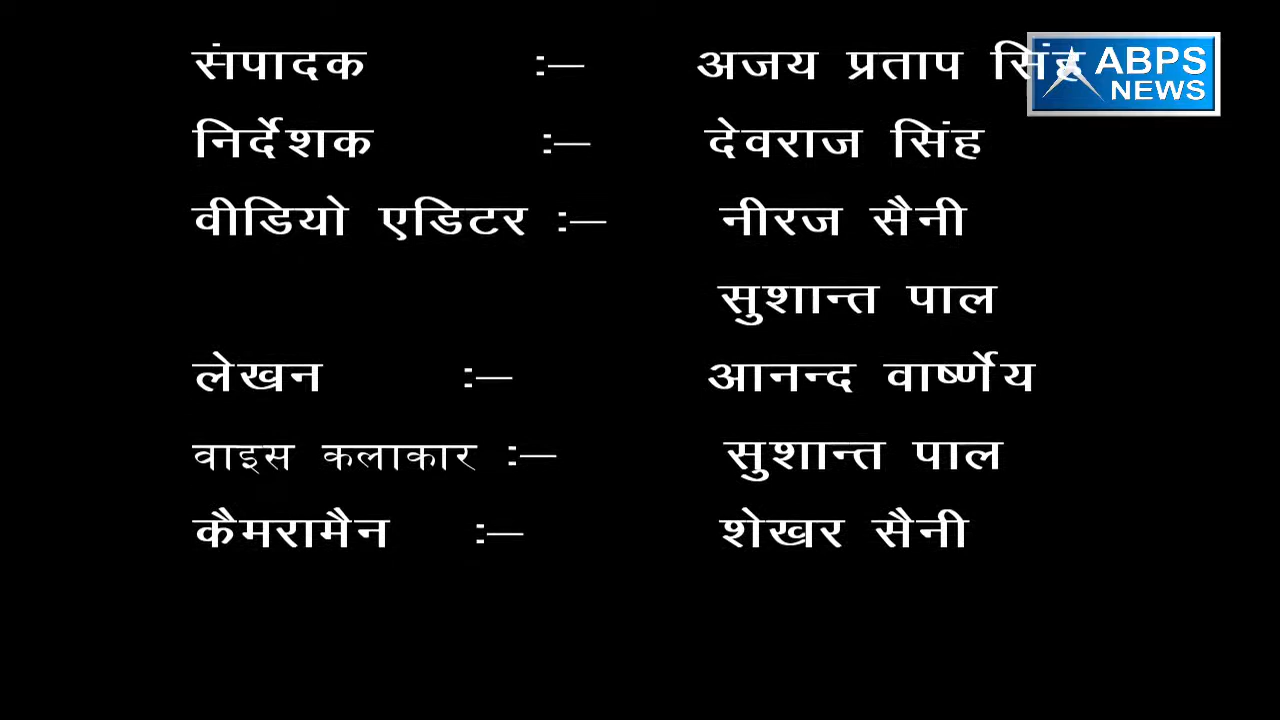 संपादक :– अजय प्रताप सिंह
ABPS
NEWS
निर्देशक :– देवराज सिंह
वीडियो एडिटर :– नीरज सैनी
सुशान्त पाल
लेखन :– आनन्द वार्ष्णेय
वाइस कलाकार :– सुशान्त पाल
कैमरामैन :– शेखर सैनी